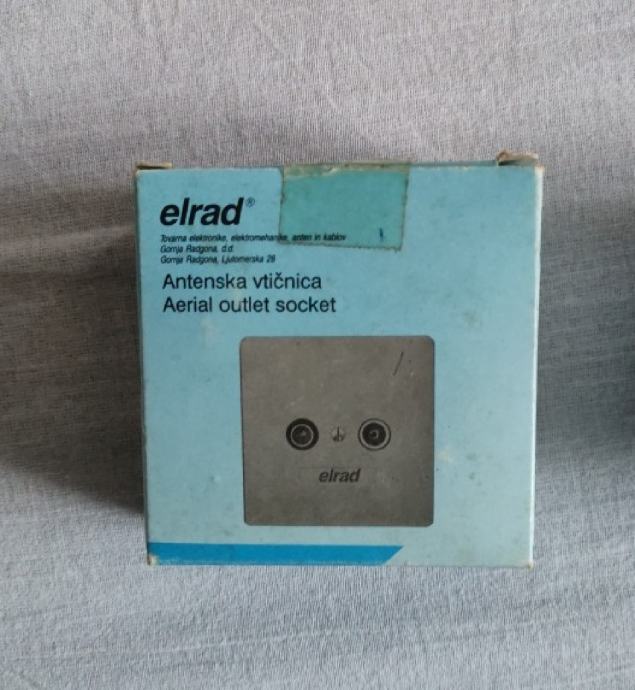 elrad®
Tovarna elektronike, elektromehanike, anten in kablov
Gornja Radgona, d.d.
Gornja Radgona, Ljutomerska 28
Antenska vtičnica
Aerial outlet socket
elrad